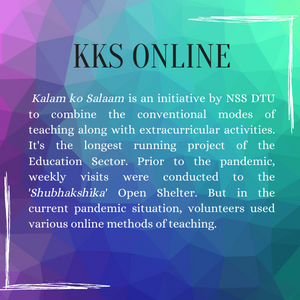 KKS ONLINE
Kalam ko Salaam is an initiative by NSS DTU
to combine the conventional modes of
teaching along with extracurricular activities.
It's the longest running project of the
Education Sector. Prior to the pandemic,
weekly visits were conducted to the
'Shubhakshika' Open Shelter. But in the
current pandemic situation, volunteers used
various online methods of teaching.